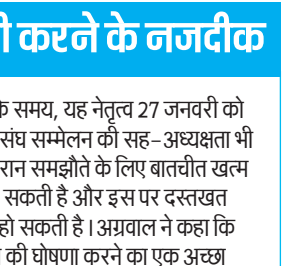 करने के नजदीक
के समय, यह नेतृत्व 27 जनवरी को
संघ सम्मेलन की सह-अध्यक्षता भी
रान समझौते के लिए बातचीत खत्म
सकती है और इस पर दस्तखत
हो सकती है। अग्रवाल ने कहा कि
की घोषणा करने का एक अच्छा